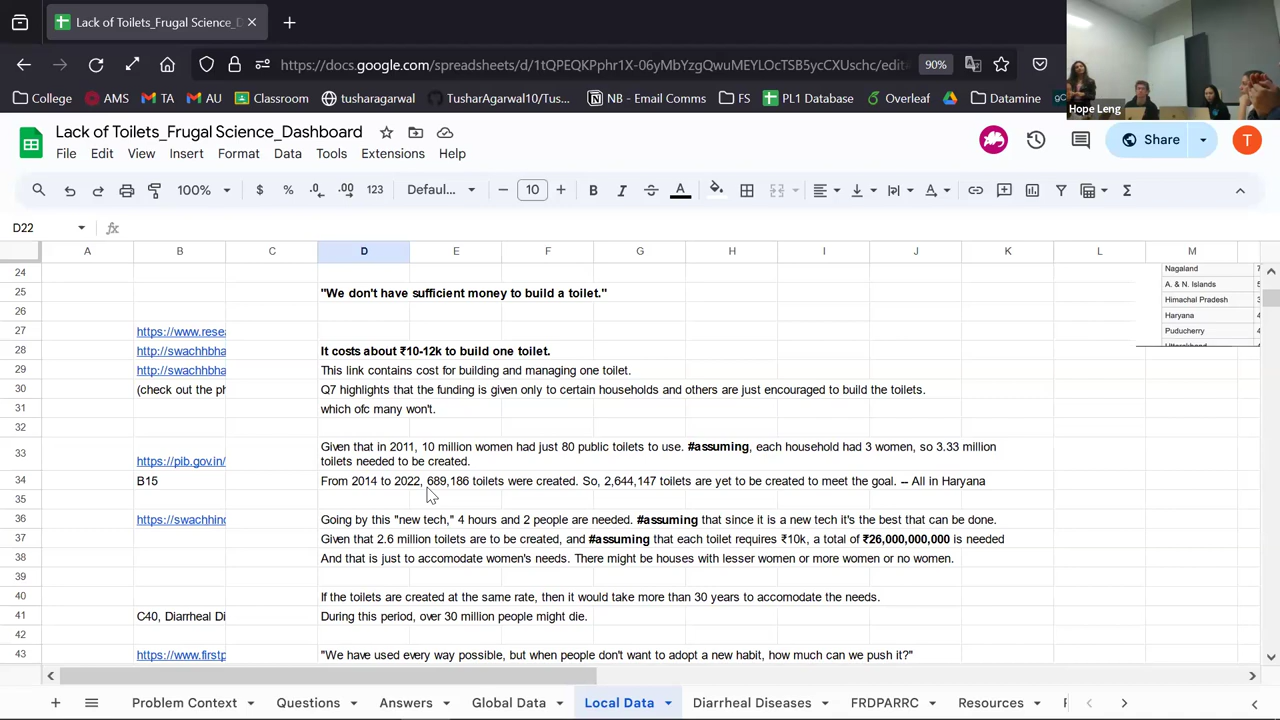 Lack of Toilets_Frugal Science_
https://docs.google.com/spreadsheets/d/1tQPEQKPphr1X-06yMbYzgQwuMEYLOcTSB5ycCXUschc/edit
90%
College
AMS
TA
AU
Classroom
tusharagarwal
TusharAgarwal10/Tus...
NB - Email Comms
FS
PL1 Database
Overleaf
Datamine
Hope Leng
Lack of Toilets_Frugal Science_Dashboard
Share
T
File Edit View Insert Format Data Tools Extensions Help
100% $ % .0 .00 123 Defaul... 10 B I A
D22
A B C D E F G H I J K L M
24
Nagaland 7
25 "We don't have sufficient money to build a toilet."
A. & N. Islands 5
Himachal Pradesh 3
26
Haryana 4
27 https://www.rese
Puducherry 4
28 http://swachhbha It costs about ₹10-12k to build one toilet.
29 http://swachhbha This link contains cost for building and managing one toilet.
30 (check out the ph Q7 highlights that the funding is given only to certain households and others are just encouraged to build the toilets.
31 which ofc many won't.
32
Given that in 2011, 10 million women had just 80 public toilets to use. #assuming, each household had 3 women, so 3.33 million
33 https://pib.gov.in/ toilets needed to be created.
34 B15 From 2014 to 2022, 689,186 toilets were created. So, 2,644,147 toilets are yet to be created to meet the goal. -- All in Haryana
35
36 https://swachhind Going by this "new tech," 4 hours and 2 people are needed. #assuming that since it is a new tech it's the best that can be done.
37 Given that 2.6 million toilets are to be created, and #assuming that each toilet requires ₹10k, a total of ₹26,000,000,000 is needed
38 And that is just to accomodate women's needs. There might be houses with lesser women or more women or no women.
39
40 If the toilets are created at the same rate, then it would take more than 30 years to accomodate the needs.
41 C40, Diarrheal Di During this period, over 30 million people might die.
42
43 https://www.firstp "We have used every way possible, but when people don't want to adopt a new habit, how much can we push it?"
Problem Context Questions Answers Global Data Local Data Diarrheal Diseases FRDPARRC Resources